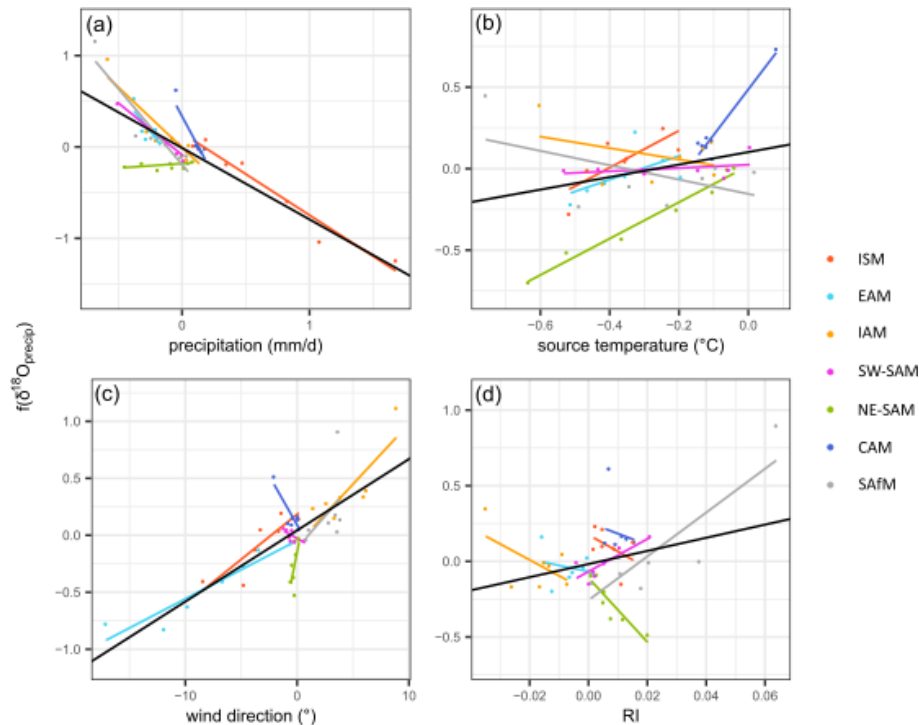 (a)
(b)
1
0
−1
0
1
precipitation (mm/d)
0.5
0.0
−0.5
−0.6
−0.4
−0.2
0.0
source temperature (°C)
f(δ¹⁸Oprecip)
(c)
(d)
1.0
0.5
0.0
−0.5
−1.0
−10
0
10
wind direction (°)
1.0
0.5
0.0
−0.5
−0.02
0.00
0.02
0.04
0.06
RI
ISM
EAM
IAM
SW-SAM
NE-SAM
CAM
SAfM